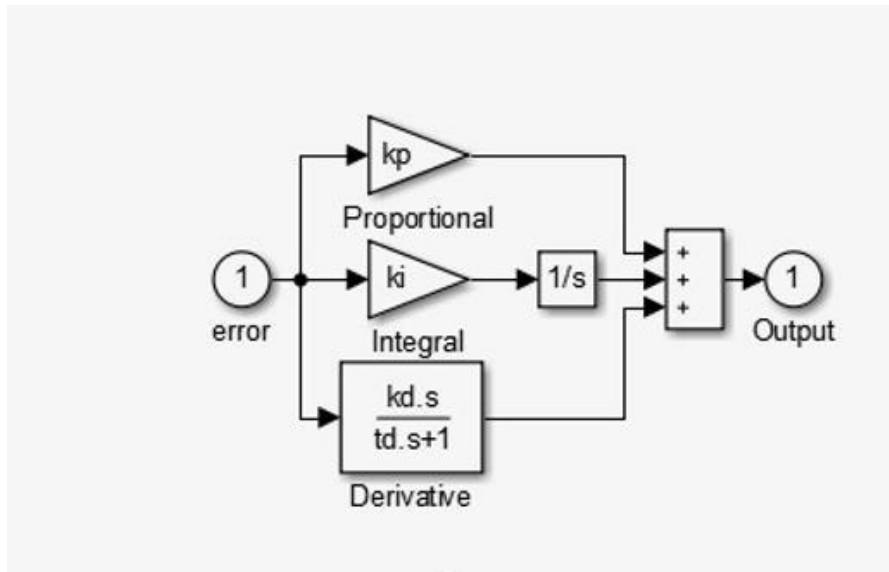 kp
Proportional
1
error
ki
Integral
1/s
+
+
+
1
Output
kd.s
td.s+1
Derivative